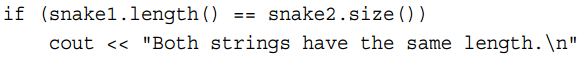 if (snake1.length() == snake2.size())
    cout << "Both strings have the same length.\n"